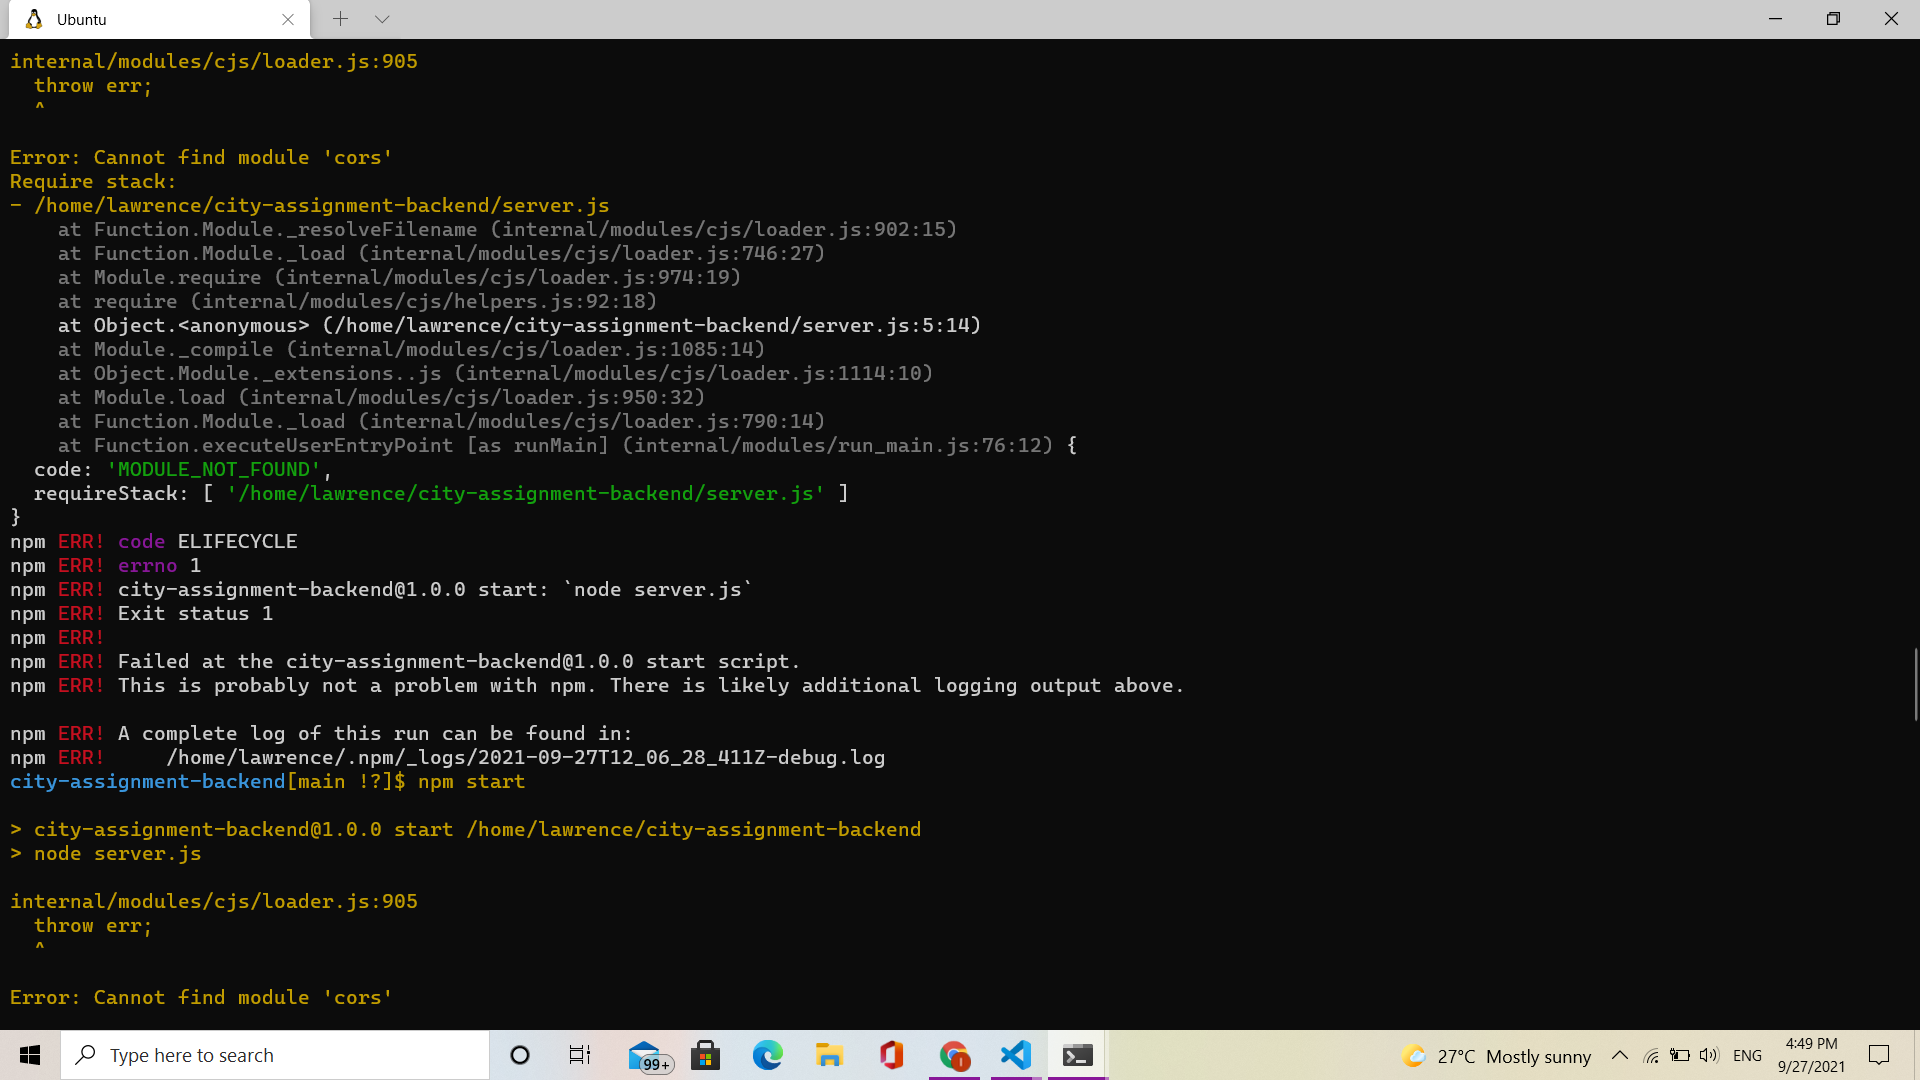 Ubuntu
internal/modules/cjs/loader.js:905
  throw err;
  ^
Error: Cannot find module 'cors'
Require stack:
- /home/lawrence/city-assignment-backend/server.js
    at Function.Module._resolveFilename (internal/modules/cjs/loader.js:902:15)
    at Function.Module._load (internal/modules/cjs/loader.js:746:27)
    at Module.require (internal/modules/cjs/loader.js:974:19)
    at require (internal/modules/cjs/helpers.js:92:18)
    at Object.<anonymous> (/home/lawrence/city-assignment-backend/server.js:5:14)
    at Module._compile (internal/modules/cjs/loader.js:1085:14)
    at Object.Module._extensions..js (internal/modules/cjs/loader.js:1114:10)
    at Module.load (internal/modules/cjs/loader.js:950:32)
    at Function.Module._load (internal/modules/cjs/loader.js:790:14)
    at Function.executeUserEntryPoint [as runMain] (internal/modules/run_main.js:76:12) {
  code: 'MODULE_NOT_FOUND',
  requireStack: [ '/home/lawrence/city-assignment-backend/server.js' ]
}
npm ERR! code ELIFECYCLE
npm ERR! errno 1
npm ERR! city-assignment-backend@1.0.0 start: `node server.js`
npm ERR! Exit status 1
npm ERR!
npm ERR! Failed at the city-assignment-backend@1.0.0 start script.
npm ERR! This is probably not a problem with npm. There is likely additional logging output above.
npm ERR! A complete log of this run can be found in:
npm ERR!     /home/lawrence/.npm/_logs/2021-09-27T12_06_28_411Z-debug.log
city-assignment-backend[main !?]$ npm start
> city-assignment-backend@1.0.0 start /home/lawrence/city-assignment-backend
> node server.js
internal/modules/cjs/loader.js:905
  throw err;
  ^
Error: Cannot find module 'cors'
Type here to search
99+
27°C Mostly sunny
ENG
4:49 PM
9/27/2021